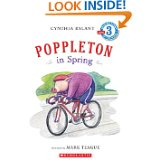 LOOK INSIDE!
CYNTHIA RYLANT
3
POPPLETON
in Spring
MARK TEAGUE
SCHOLASTIC